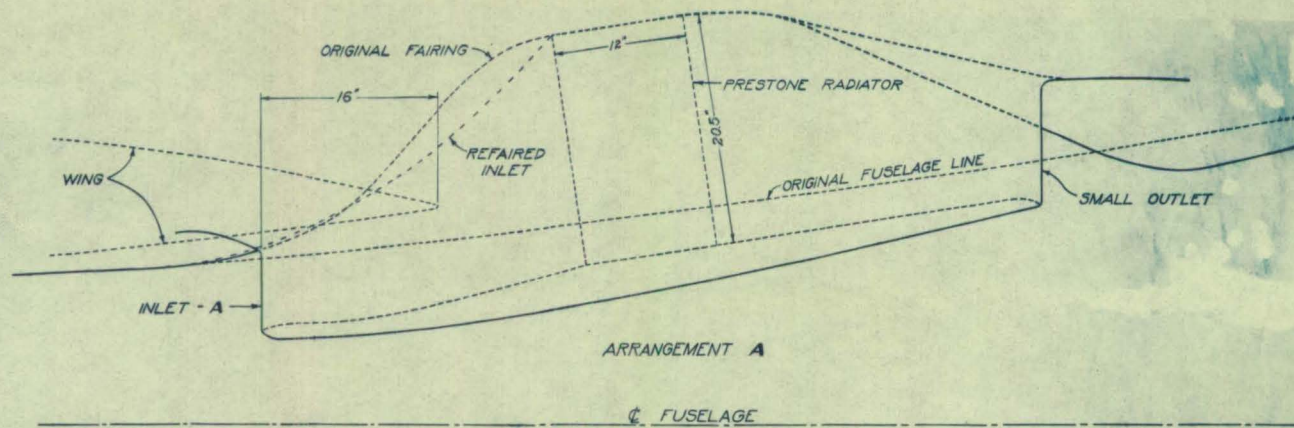 ORIGINAL FAIRING
12"
16"
PRESTONE RADIATOR
20.5"
REFAIRED
INLET
WING
ORIGINAL FUSELAGE LINE
SMALL OUTLET
INLET - A
ARRANGEMENT A
℄ FUSELAGE